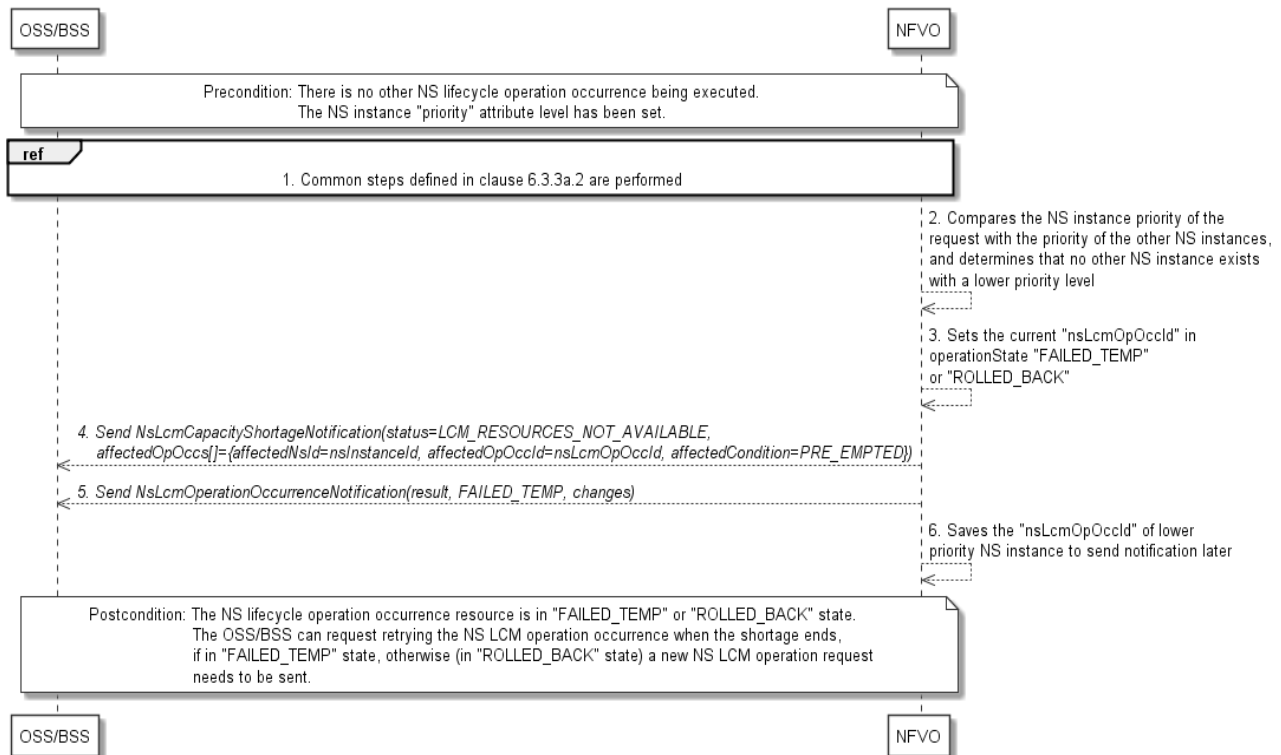 OSS/BSS
NFVO
Precondition: There is no other NS lifecycle operation occurrence being executed.
The NS instance "priority" attribute level has been set.
ref
1. Common steps defined in clause 6.3.3a.2 are performed
2. Compares the NS instance priority of the
request with the priority of the other NS instances,
and determines that no other NS instance exists
with a lower priority level
3. Sets the current "nsLcmOpOccId" in
operationState "FAILED_TEMP"
or "ROLLED_BACK"
4. Send NsLcmCapacityShortageNotification(status=LCM_RESOURCES_NOT_AVAILABLE,
affectedOpOccs[]={affectedNsId=nsInstanceId, affectedOpOccId=nsLcmOpOccId, affectedCondition=PRE_EMPTED})
5. Send NsLcmOperationOccurrenceNotification(result, FAILED_TEMP, changes)
6. Saves the "nsLcmOpOccId" of lower
priority NS instance to send notification later
Postcondition: The NS lifecycle operation occurrence resource is in "FAILED_TEMP" or "ROLLED_BACK" state.
The OSS/BSS can request retrying the NS LCM operation occurrence when the shortage ends,
if in "FAILED_TEMP" state, otherwise (in "ROLLED_BACK" state) a new NS LCM operation request
needs to be sent.
OSS/BSS
NFVO